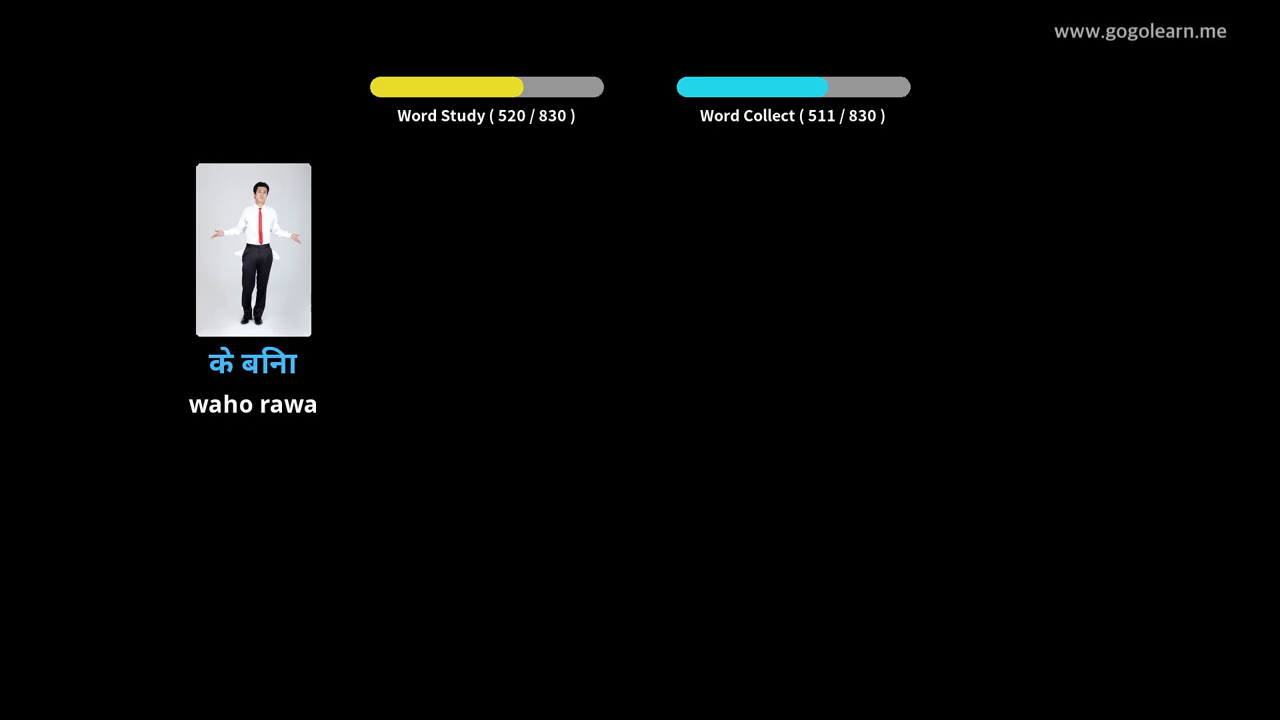 www.gogolearn.me
Word Study ( 520 / 830 )
Word Collect ( 511 / 830 )
के बिना
waho rawa